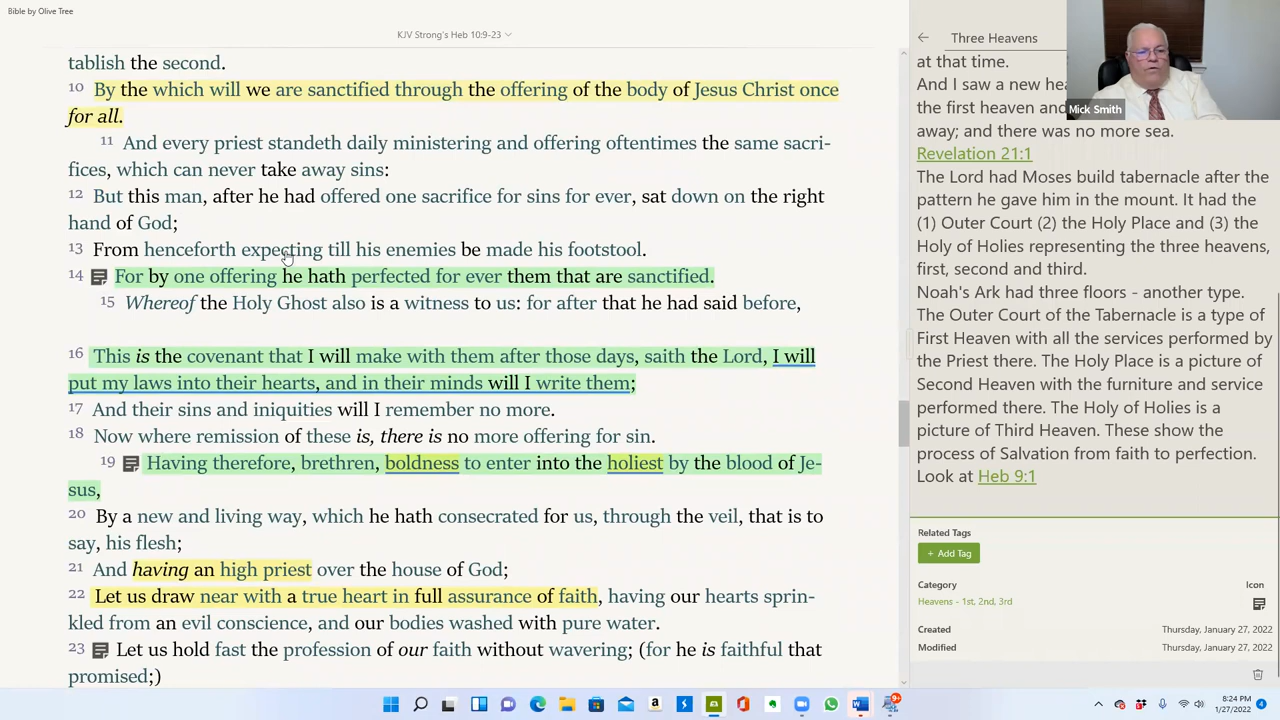 Bible by Olive Tree
KJV Strong's Heb 10:9-23
tablish the second.
10 By the which will we are sanctified through the offering of the body of Jesus Christ once
for all.
11 And every priest standeth daily ministering and offering oftentimes the same sacri-
fices, which can never take away sins:
12 But this man, after he had offered one sacrifice for sins for ever, sat down on the right
hand of God;
13 From henceforth expecting till his enemies be made his footstool.
14 For by one offering he hath perfected for ever them that are sanctified.
15 Whereof the Holy Ghost also is a witness to us: for after that he had said before,
16 This is the covenant that I will make with them after those days, saith the Lord, I will
put my laws into their hearts, and in their minds will I write them;
17 And their sins and iniquities will I remember no more.
18 Now where remission of these is, there is no more offering for sin.
19 Having therefore, brethren, boldness to enter into the holiest by the blood of Je-
sus,
20 By a new and living way, which he hath consecrated for us, through the veil, that is to
say, his flesh;
21 And having an high priest over the house of God;
22 Let us draw near with a true heart in full assurance of faith, having our hearts sprin-
kled from an evil conscience, and our bodies washed with pure water.
23 Let us hold fast the profession of our faith without wavering; (for he is faithful that
promised;)
Three Heavens
at that time.
And I saw a new hea
the first heaven and
Mick Smith
away; and there was no more sea.
Revelation 21:1
The Lord had Moses build tabernacle after the
pattern he gave him in the mount. It had the
(1) Outer Court (2) the Holy Place and (3) the
Holy of Holies representing the three heavens,
first, second and third.
Noah's Ark had three floors - another type.
The Outer Court of the Tabernacle is a type of
First Heaven with all the services performed by
the Priest there. The Holy Place is a picture of
Second Heaven with the furniture and service
performed there. The Holy of Holies is a
picture of Third Heaven. These show the
process of Salvation from faith to perfection.
Look at Heb 9:1
Related Tags
+ Add Tag
Category Icon
Heavens - 1st, 2nd, 3rd
Created Thursday, January 27, 2022
Modified Thursday, January 27, 2022
8:24 PM
1/27/2022